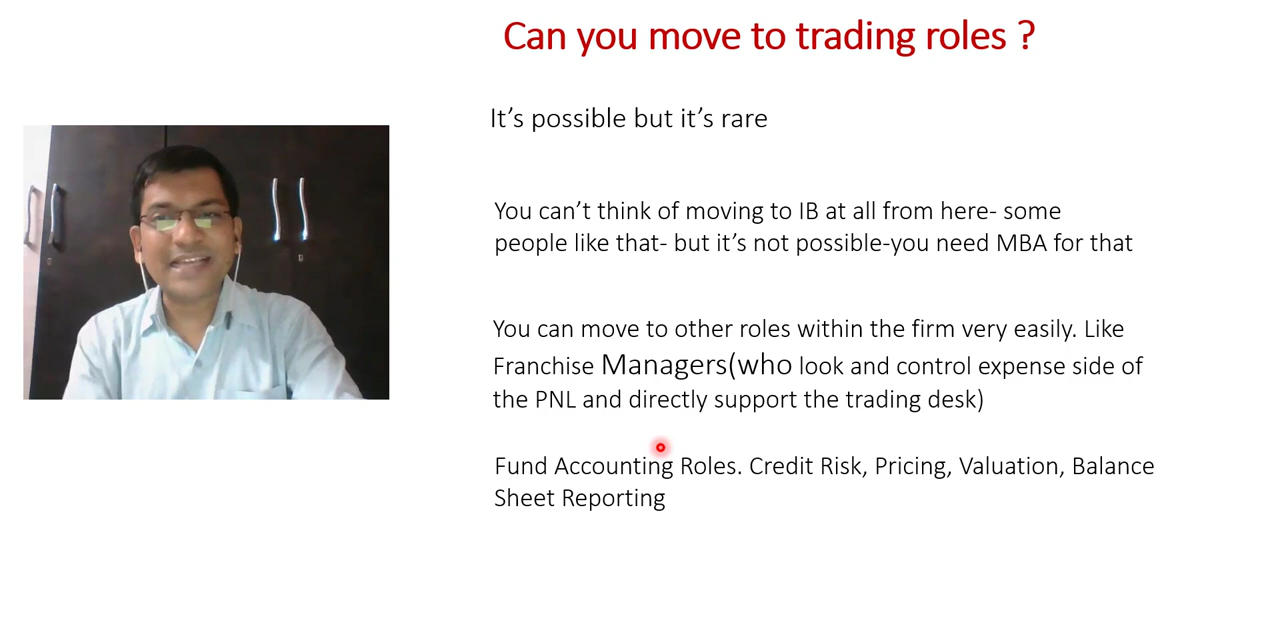 Can you move to trading roles ?
It’s possible but it’s rare
You can’t think of moving to IB at all from here- some
people like that- but it’s not possible-you need MBA for that
You can move to other roles within the firm very easily. Like
Franchise Managers(who look and control expense side of
the PNL and directly support the trading desk)
Fund Accounting Roles. Credit Risk, Pricing, Valuation, Balance
Sheet Reporting